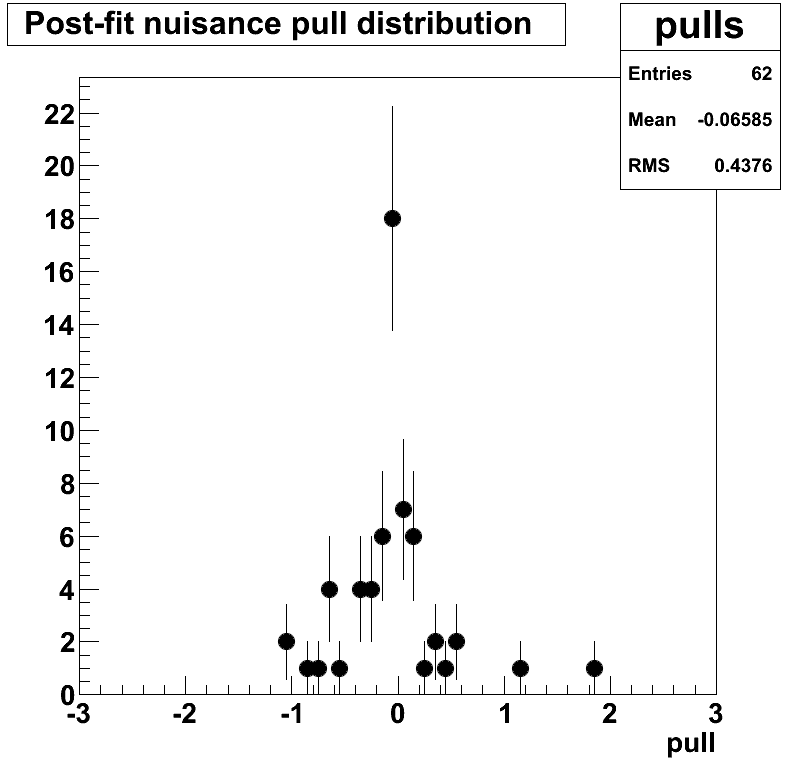 Post-fit nuisance pull distribution
pulls
Entries 62
Mean -0.06585
RMS 0.4376
22
20
18
16
14
12
10
8
6
4
2
0
-3 -2 -1 0 1 2 3
pull